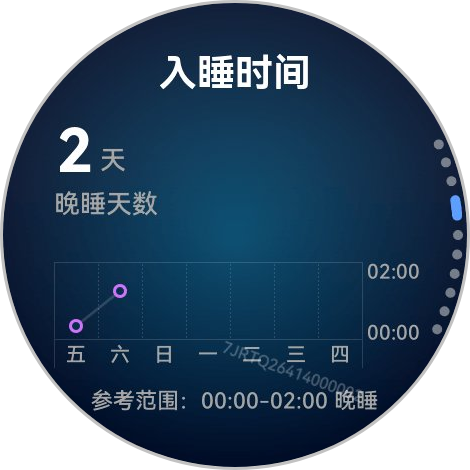 入睡时间
2 天
晚睡天数
02:00
00:00
五 六 日 一 二 三 四
参考范围：00:00-02:00 晚睡